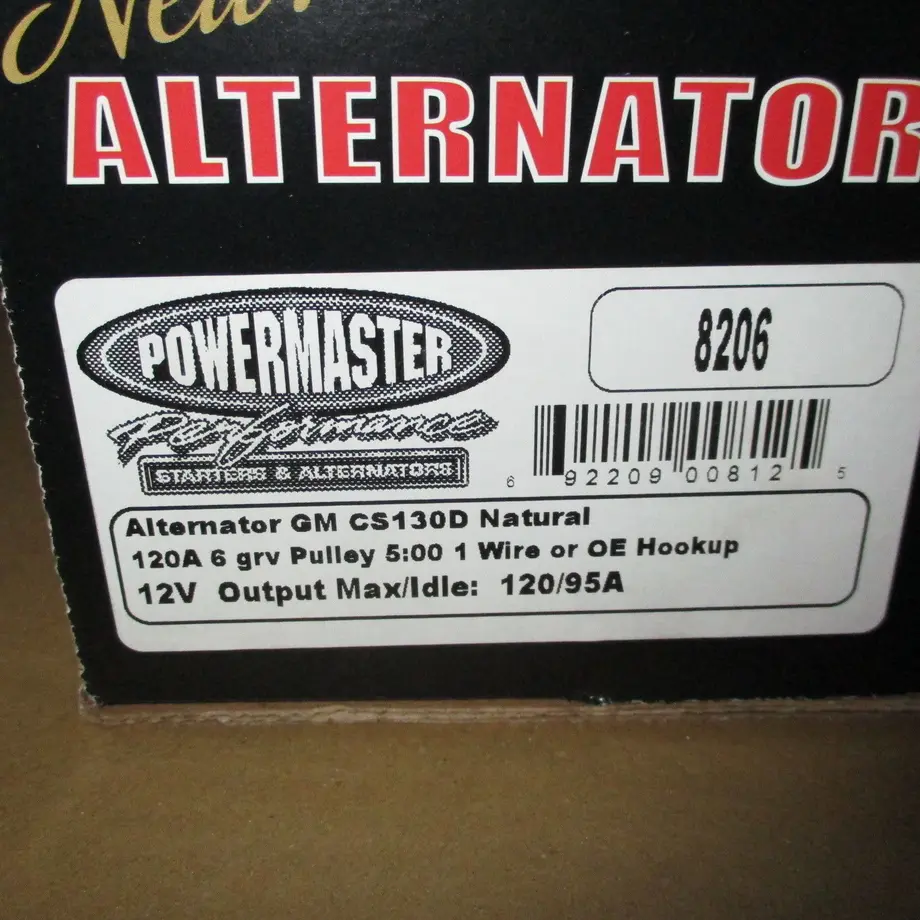 New!
ALTERNATOR
POWERMASTER
Performance
STARTERS & ALTERNATORS
8206
6 92209 00812 5
Alternator GM CS130D Natural
120A 6 grv Pulley 5:00 1 Wire or OE Hookup
12V Output Max/Idle: 120/95A